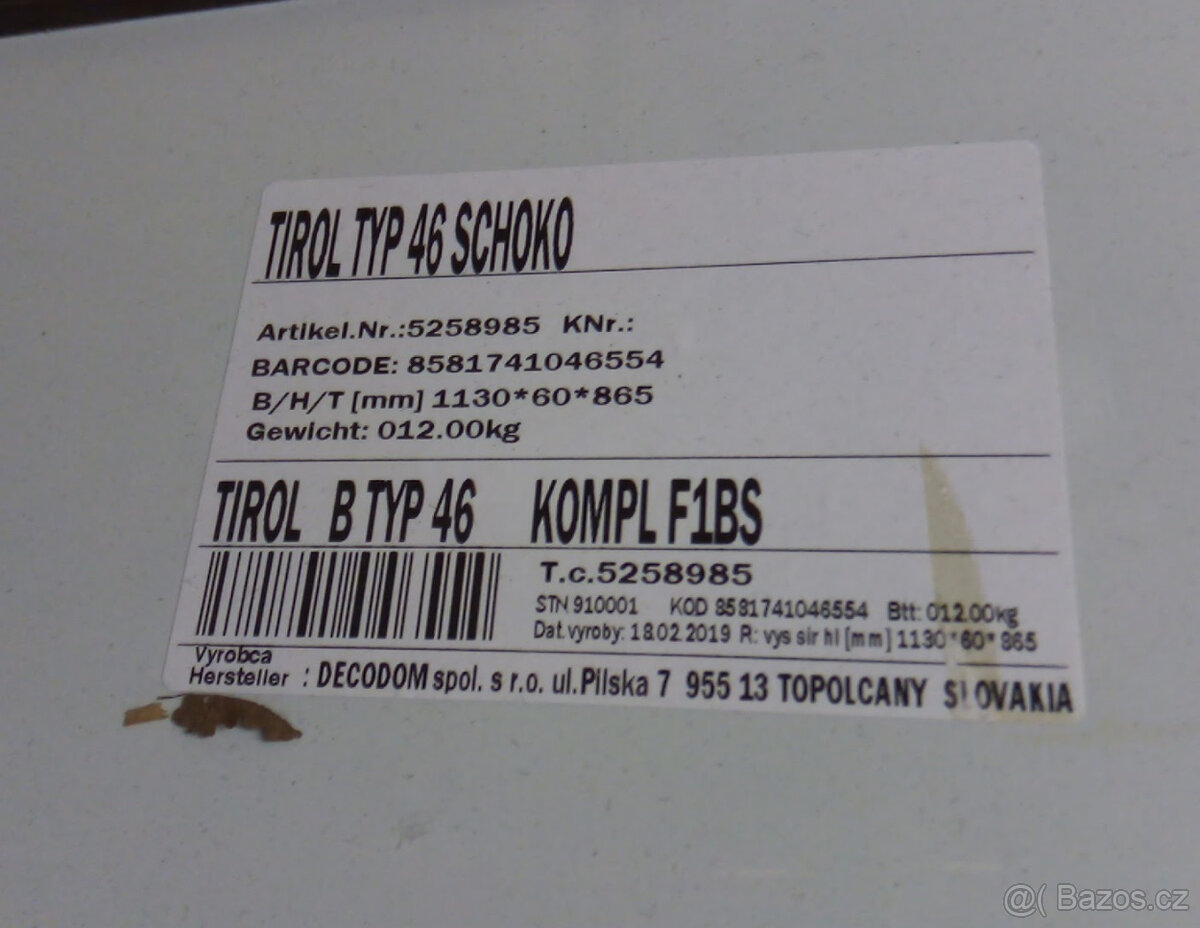 TIROL TYP 46 SCHOKO
Artikel.Nr.:5258985 KNr.:
BARCODE: 8581741046554
B/H/T [mm] 1130*60*865
Gewicht: 012.00kg
TIROL B TYP 46 KOMPL F1BS
T.c.5258985
STN 910001 KOD 8581741046554 Btt: 012.00kg
Dat.vyroby: 18.02.2019 R: vys sir hl [mm] 1130*60*865
Vyrobca
Hersteller : DECODOM spol. s r.o. ul.Pilska 7 955 13 TOPOLCANY SLOVAKIA
@( Bazos.cz